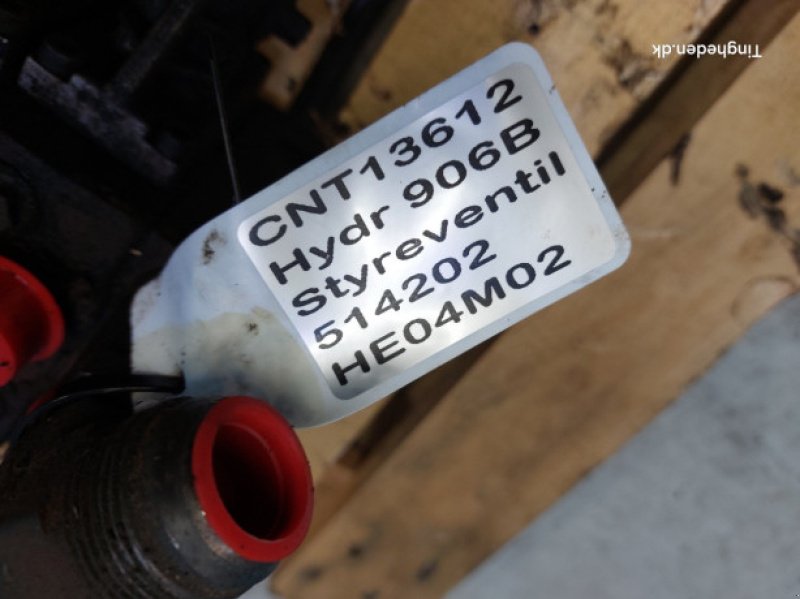 CNT13612
Hydr 906B
Styreventil
514202
HE04M02
Tingheden.dk